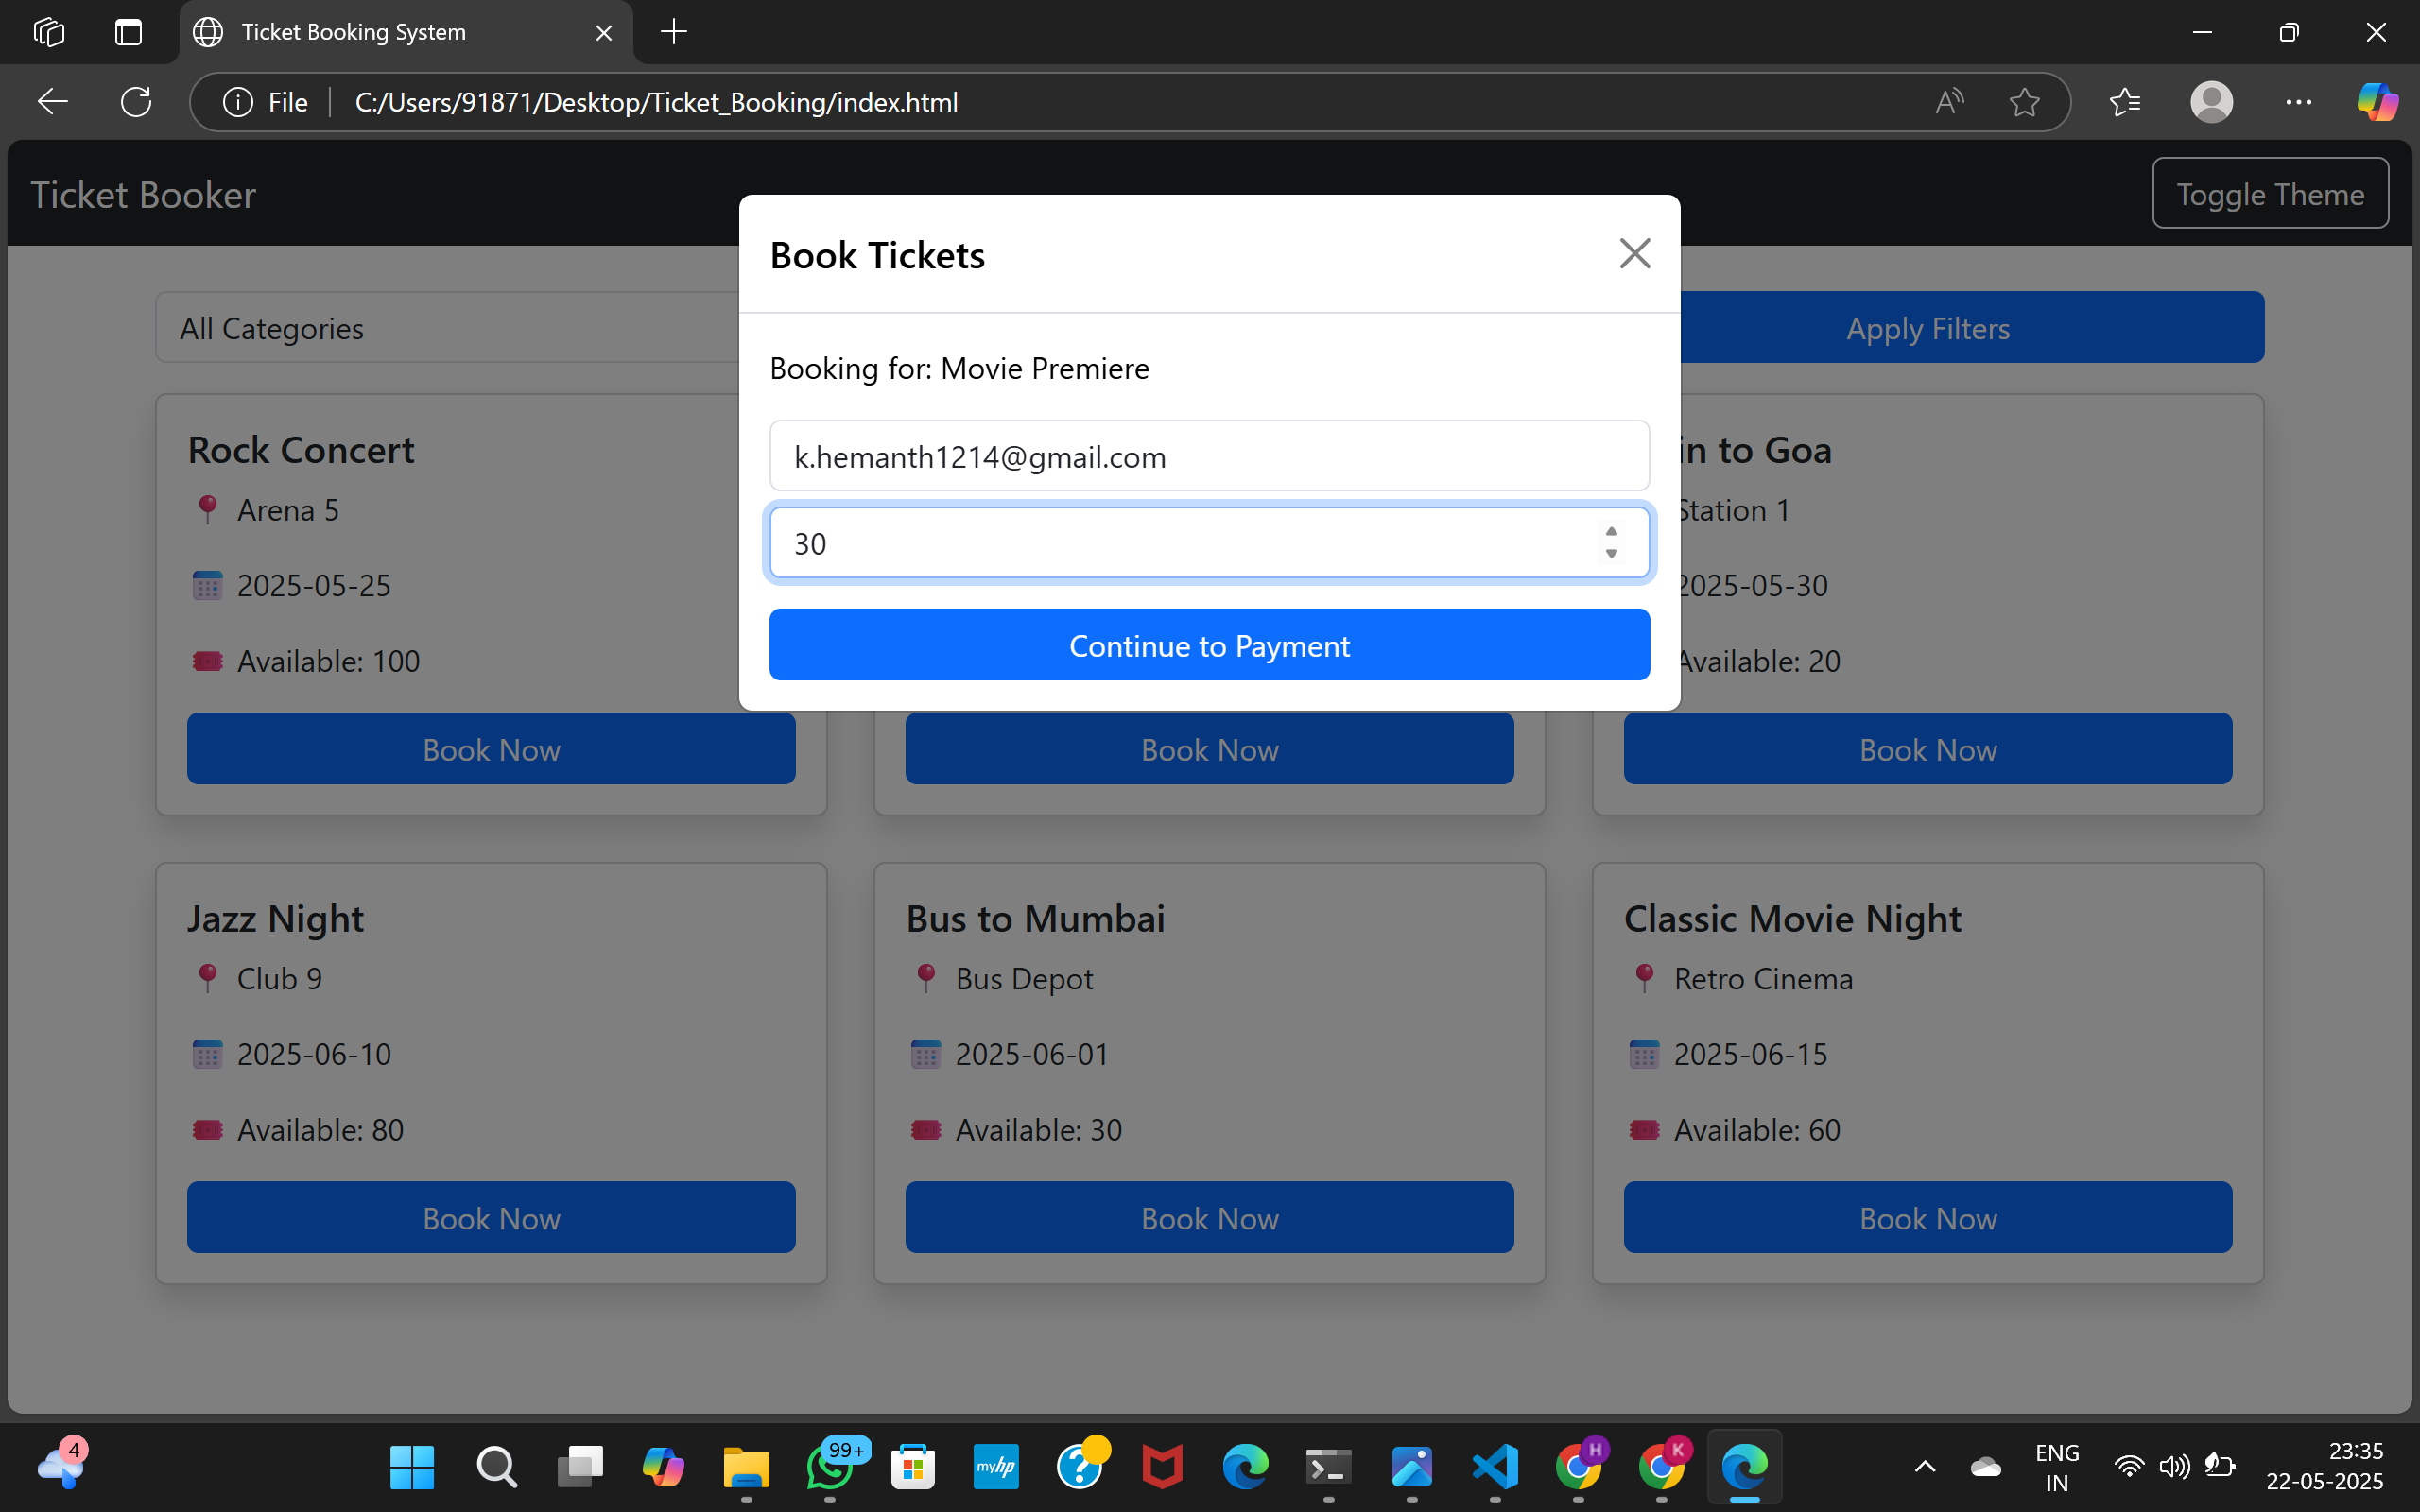 Ticket Booking System
File
C:/Users/91871/Desktop/Ticket_Booking/index.html
Ticket Booker
Toggle Theme
Book Tickets
Booking for: Movie Premiere
k.hemanth1214@gmail.com
30
Continue to Payment
All Categories
Apply Filters
Rock Concert
Arena 5
2025-05-25
Available: 100
Book Now
Book Now
in to Goa
Station 1
2025-05-30
Available: 20
Book Now
Jazz Night
Club 9
2025-06-10
Available: 80
Book Now
Bus to Mumbai
Bus Depot
2025-06-01
Available: 30
Book Now
Classic Movie Night
Retro Cinema
2025-06-15
Available: 60
Book Now
4
99+
myhp
H
K
ENG
IN
23:35
22-05-2025